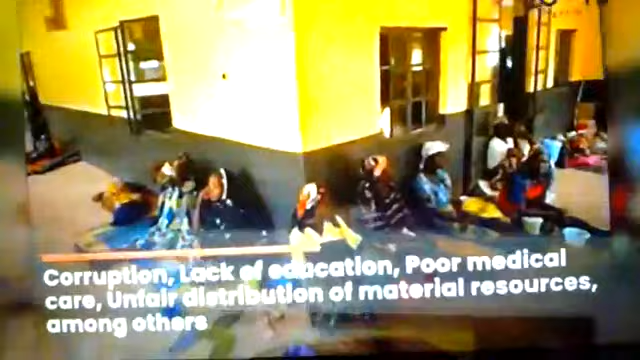 Corruption, Lack of education, Poor medical
care, Unfair distribution of material resources,
among others